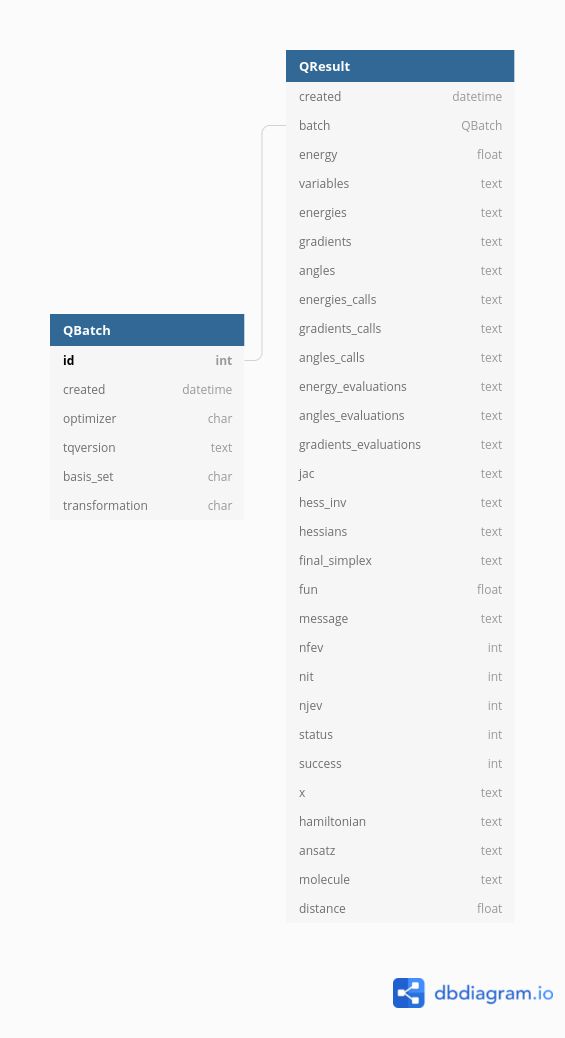 QResult
created datetime
batch QBatch
energy float
variables text
energies text
gradients text
angles text
energies_calls text
gradients_calls text
angles_calls text
energy_evaluations text
angles_evaluations text
gradients_evaluations text
jac text
hess_inv text
hessians text
final_simplex text
fun float
message text
nfev int
nit int
njev int
status int
success int
x text
hamiltonian text
ansatz text
molecule text
distance float
QBatch
id int
created datetime
optimizer char
tqversion text
basis_set char
transformation char
dbdiagram.io